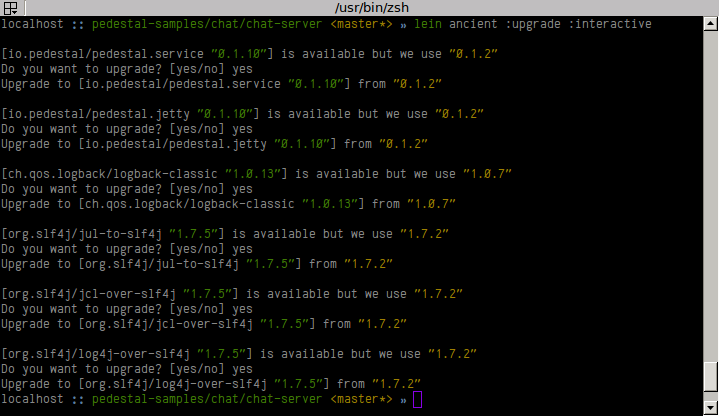 /usr/bin/zsh
localhost :: pedestal-samples/chat/chat-server <master*> » lein ancient :upgrade :interactive
[io.pedestal/pedestal.service "0.1.10"] is available but we use "0.1.2"
Do you want to upgrade? [yes/no] yes
Upgrade to [io.pedestal/pedestal.service "0.1.10"] from "0.1.2"
[io.pedestal/pedestal.jetty "0.1.10"] is available but we use "0.1.2"
Do you want to upgrade? [yes/no] yes
Upgrade to [io.pedestal/pedestal.jetty "0.1.10"] from "0.1.2"
[ch.qos.logback/logback-classic "1.0.13"] is available but we use "1.0.7"
Do you want to upgrade? [yes/no] yes
Upgrade to [ch.qos.logback/logback-classic "1.0.13"] from "1.0.7"
[org.slf4j/jul-to-slf4j "1.7.5"] is available but we use "1.7.2"
Do you want to upgrade? [yes/no] yes
Upgrade to [org.slf4j/jul-to-slf4j "1.7.5"] from "1.7.2"
[org.slf4j/jcl-over-slf4j "1.7.5"] is available but we use "1.7.2"
Do you want to upgrade? [yes/no] yes
Upgrade to [org.slf4j/jcl-over-slf4j "1.7.5"] from "1.7.2"
[org.slf4j/log4j-over-slf4j "1.7.5"] is available but we use "1.7.2"
Do you want to upgrade? [yes/no] yes
Upgrade to [org.slf4j/log4j-over-slf4j "1.7.5"] from "1.7.2"
localhost :: pedestal-samples/chat/chat-server <master*> »